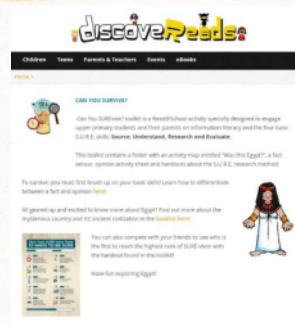 discoveReads
Children Teens Parents & Teachers Events eBooks
Home >
CAN YOU SURVIVE?
Can You SUREvive? toolkit is a Read@School activity specially designed to engage
upper primary students and their parents on information literacy and the four basic
S.U.R.E. skills: Source, Understand, Research and Evaluate.
This toolkit contains a folder with an activity map entitled "Was this Egypt?", a fact
versus opinion activity sheet and handouts about the S.U.R.E. research method.
To survive, you must first brush up on your basic skills! Learn how to differentiate
between a fact and opinion here!
All geared up and excited to know more about Egypt? Find out more about the
mysterious country and its' ancient civilization in the booklist here!
You can also compete with your friends to see who is
the first to reach the highest rank of SURE-vivor with
the handout found in the toolkit!
Have fun exploring Egypt!